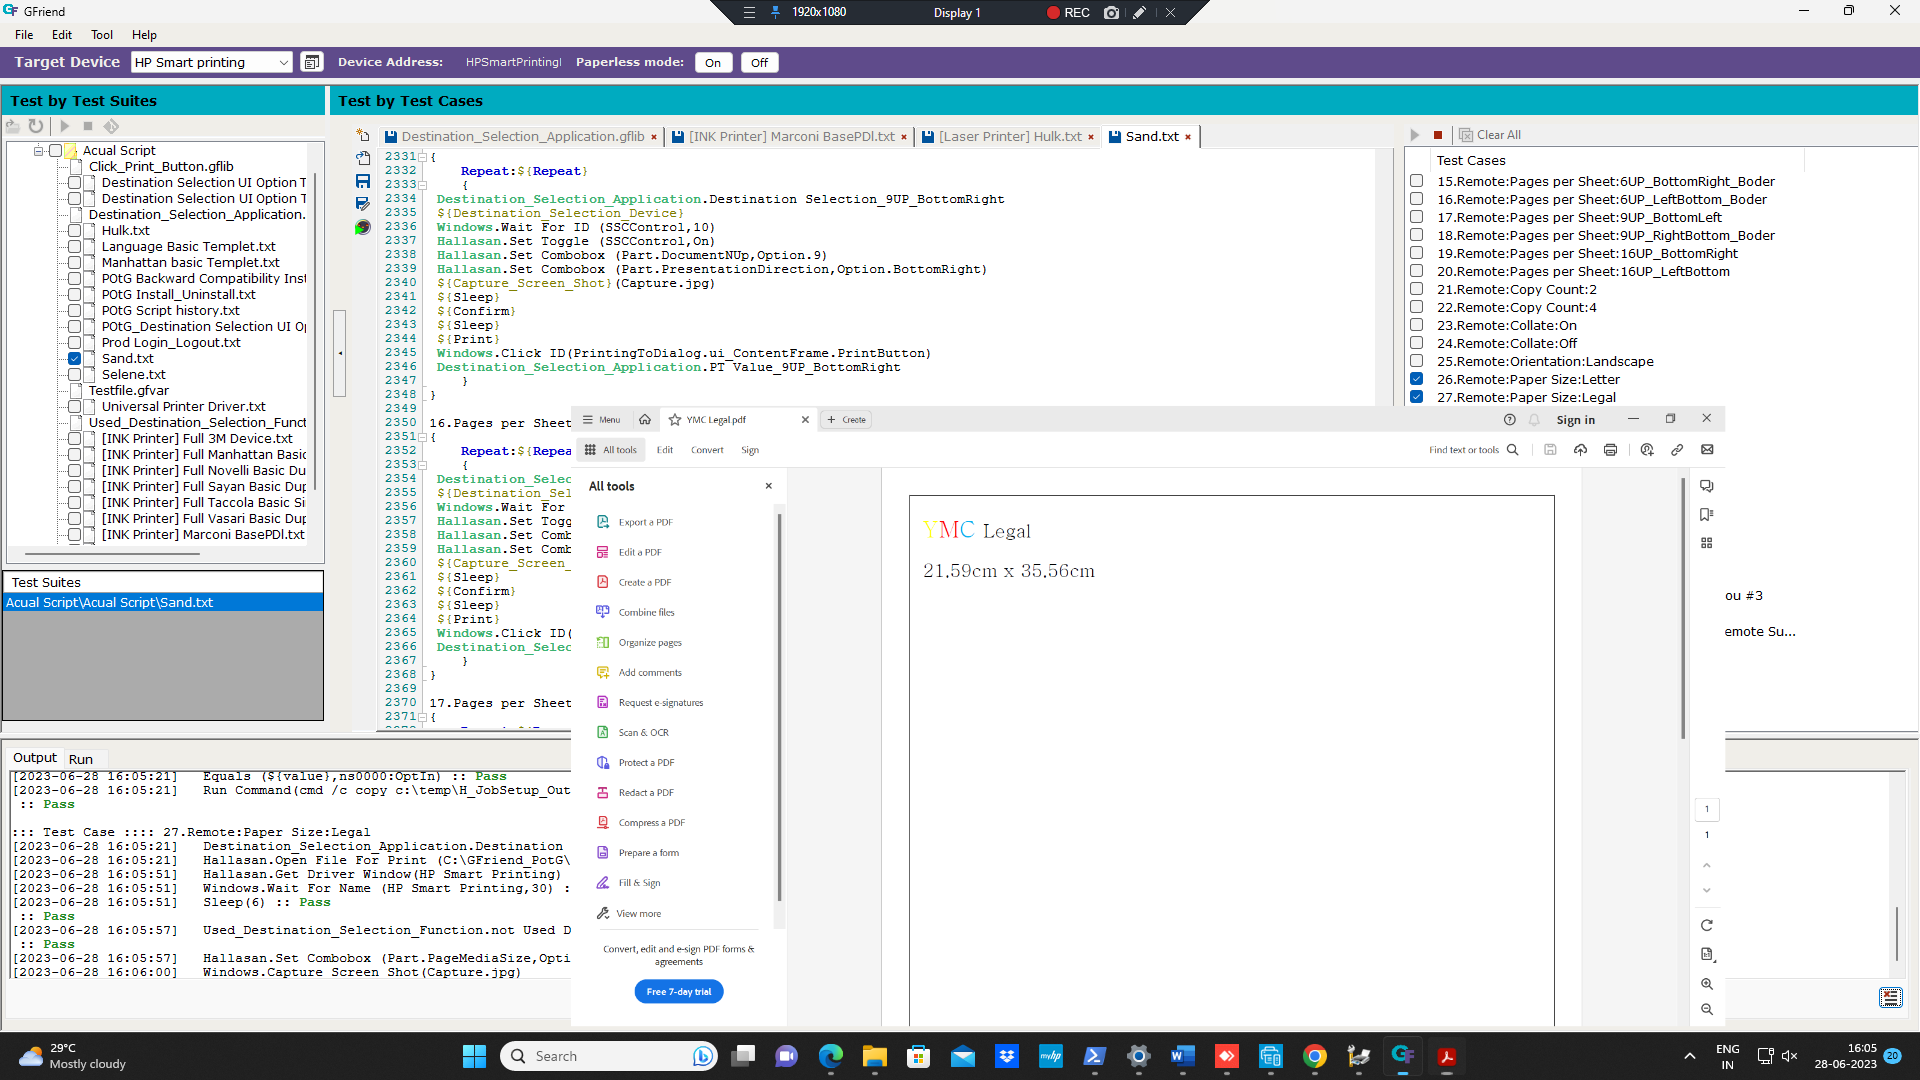 GFriend
1920x1080
Display 1
REC
File Edit Tool Help
Target Device HP Smart printing Device Address: HPSmartPrintingI Paperless mode: On Off
Test by Test Suites
Acual Script
Click_Print_Button.gflib
Destination Selection UI Option T
Destination Selection UI Option T
Destination_Selection_Application.
Hulk.txt
Language Basic Templet.txt
Manhattan basic Templet.txt
POtG Backward Compatibility Inst
POtG Install_Uninstall.txt
POtG Script history.txt
POtG_Destination Selection UI Op
Prod Login_Logout.txt
Sand.txt
Selene.txt
Testfile.gfvar
Universal Printer Driver.txt
Used_Destination_Selection_Funct
[INK Printer] Full 3M Device.txt
[INK Printer] Full Manhattan Basic
[INK Printer] Full Novelli Basic Du
[INK Printer] Full Sayan Basic Dup
[INK Printer] Full Taccola Basic Si
[INK Printer] Full Vasari Basic Dup
[INK Printer] Marconi BasePDl.txt
Test Suites
Acual Script\Acual Script\Sand.txt
Test by Test Cases
Destination_Selection_Application.gflib [INK Printer] Marconi BasePDl.txt [Laser Printer] Hulk.txt Sand.txt
2331 {
2332 Repeat:${Repeat}
2333 {
2334 Destination_Selection_Application.Destination Selection_9UP_BottomRight
2335 ${Destination_Selection_Device}
2336 Windows.Wait For ID (SSCControl,10)
2337 Hallasan.Set Toggle (SSCControl,On)
2338 Hallasan.Set Combobox (Part.DocumentNUp,Option.9)
2339 Hallasan.Set Combobox (Part.PresentationDirection,Option.BottomRight)
2340 ${Capture_Screen_Shot}(Capture.jpg)
2341 ${Sleep}
2342 ${Confirm}
2343 ${Sleep}
2344 ${Print}
2345 Windows.Click ID(PrintingToDialog.ui_ContentFrame.PrintButton)
2346 Destination_Selection_Application.PT Value_9UP_BottomRight
2347 }
2348 }
2349
2350 16.Pages per Sheet
2351 {
2352 Repeat:${Repea
2353 {
2354 Destination_Selec
2355 ${Destination_Sel
2356 Windows.Wait For
2357 Hallasan.Set Togg
2358 Hallasan.Set Comb
2359 Hallasan.Set Comb
2360 ${Capture_Screen_
2361 ${Sleep}
2362 ${Confirm}
2363 ${Sleep}
2364 ${Print}
2365 Windows.Click ID(
2366 Destination_Selec
2367 }
2368 }
2369
2370 17.Pages per Sheet
2371 {
Clear All
Test Cases
15.Remote:Pages per Sheet:6UP_BottomRight_Boder
16.Remote:Pages per Sheet:6UP_LeftBottom_Boder
17.Remote:Pages per Sheet:9UP_BottomLeft
18.Remote:Pages per Sheet:9UP_RightBottom_Boder
19.Remote:Pages per Sheet:16UP_BottomRight
20.Remote:Pages per Sheet:16UP_LeftBottom
21.Remote:Copy Count:2
22.Remote:Copy Count:4
23.Remote:Collate:On
24.Remote:Collate:Off
25.Remote:Orientation:Landscape
26.Remote:Paper Size:Letter
27.Remote:Paper Size:Legal
ou #3
emote Su...
Menu YMC Legal.pdf + Create Sign in
All tools Edit Convert Sign Find text or tools
All tools
Export a PDF
Edit a PDF
Create a PDF
Combine files
Organize pages
Add comments
Request e-signatures
Scan & OCR
Protect a PDF
Redact a PDF
Compress a PDF
Prepare a form
Fill & Sign
View more
Convert, edit and e-sign PDF forms &
agreements
Free 7-day trial
YMC Legal
21,59cm x 35,56cm
1
1
Output Run
[2023-06-28 16:05:21] Equals (${value},ns0000:OptIn) :: Pass
[2023-06-28 16:05:21] Run Command(cmd /c copy c:\temp\H_JobSetup_Out
:: Pass
::: Test Case :::: 27.Remote:Paper Size:Legal
[2023-06-28 16:05:21] Destination_Selection_Application.Destination
[2023-06-28 16:05:21] Hallasan.Open File For Print (C:\GFriend_PotG\
[2023-06-28 16:05:51] Hallasan.Get Driver Window(HP Smart Printing)
[2023-06-28 16:05:51] Windows.Wait For Name (HP Smart Printing,30) :
[2023-06-28 16:05:51] Sleep(6) :: Pass
:: Pass
[2023-06-28 16:05:57] Used_Destination_Selection_Function.not Used D
:: Pass
[2023-06-28 16:05:57] Hallasan.Set Combobox (Part.PageMediaSize,Opti
[2023-06-28 16:06:00] Windows.Capture Screen Shot(Capture.jpg)
29°C
Mostly cloudy
Search
myhp
ENG
IN
16:05
28-06-2023
20